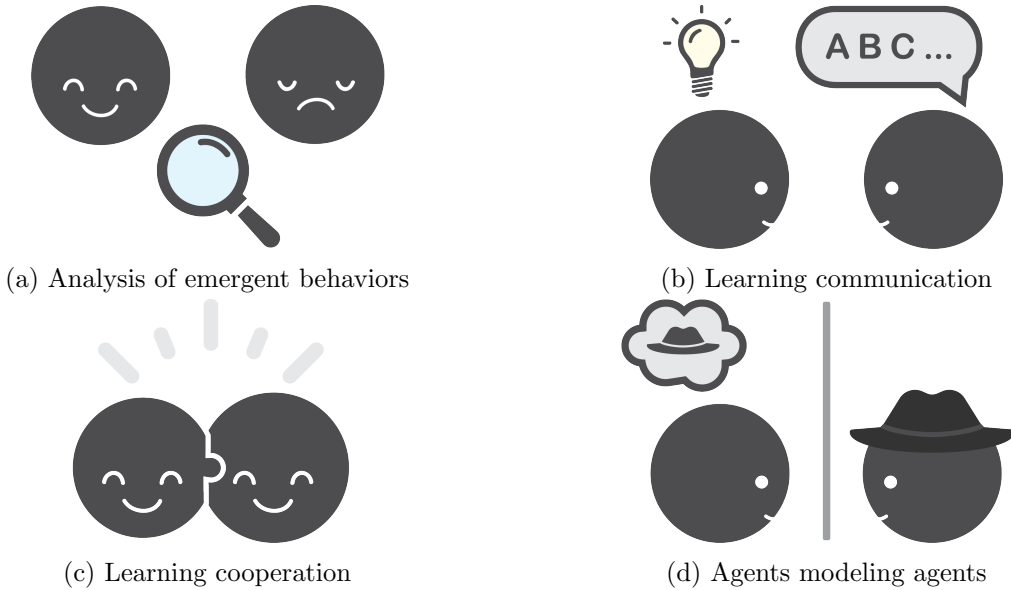 A B C ...
(a) Analysis of emergent behaviors
(b) Learning communication
(c) Learning cooperation
(d) Agents modeling agents